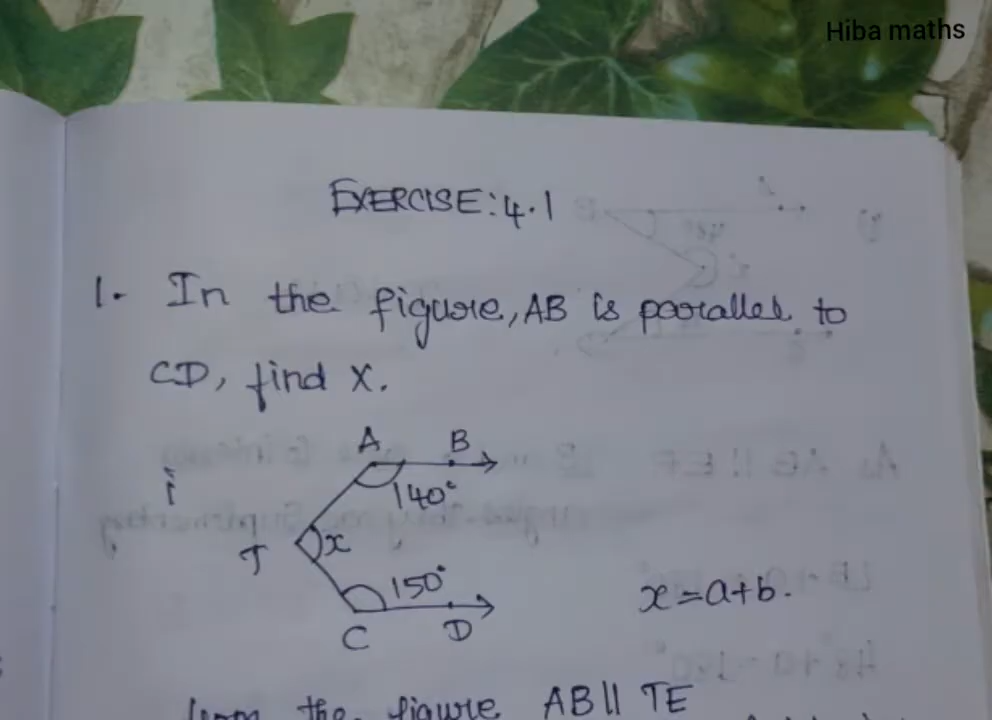 Hiba maths
EXERCISE: 4.1
1. In the figure, AB is parallel to
CD, find x.
i
A B
140°
T x
150°
C D
x = a+b.
from the figure AB || TE